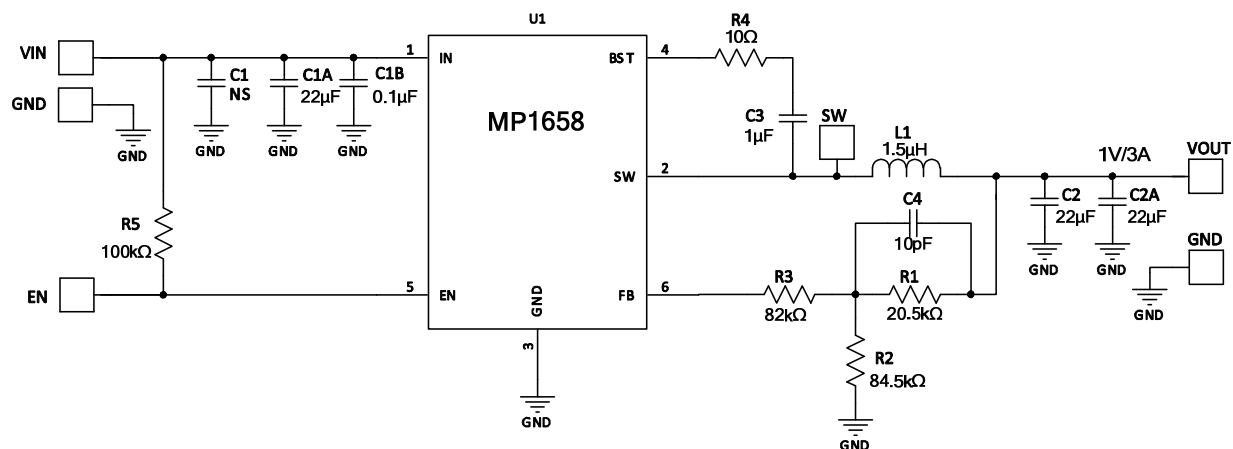 U1
VIN
GND
GND
R5
100kΩ
EN
C1
NS
GND
C1A
22μF
GND
C1B
0.1μF
GND
1
IN
5
EN
MP1658
GND
3
GND
BST
4
SW
2
FB
6
R4
10Ω
C3
1μF
SW
L1
1.5μH
1V/3A
VOUT
C4
10pF
R3
82kΩ
R1
20.5kΩ
R2
84.5kΩ
GND
C2
22μF
GND
C2A
22μF
GND
GND
GND